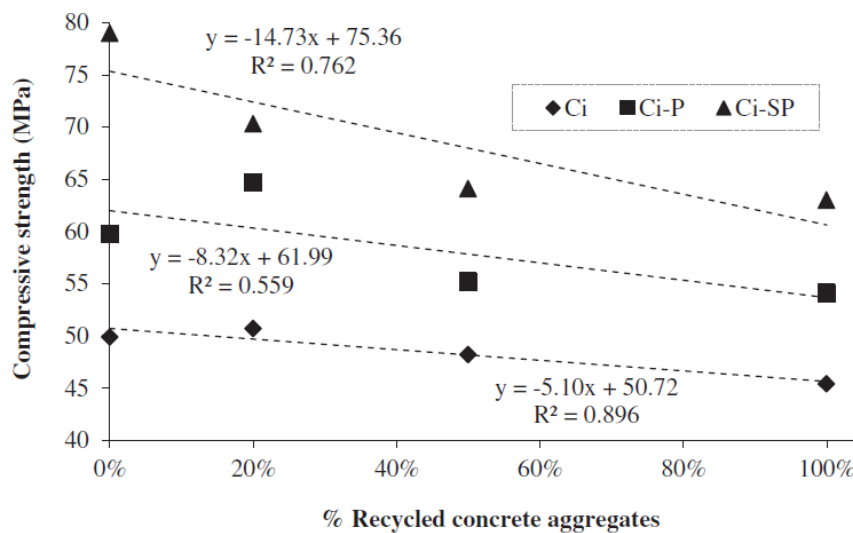 80
75
70
65
60
55
50
45
40
Compressive strength (MPa)
y = -14.73x + 75.36
R² = 0.762
Ci Ci-P Ci-SP
y = -8.32x + 61.99
R² = 0.559
y = -5.10x + 50.72
R² = 0.896
0% 20% 40% 60% 80% 100%
% Recycled concrete aggregates